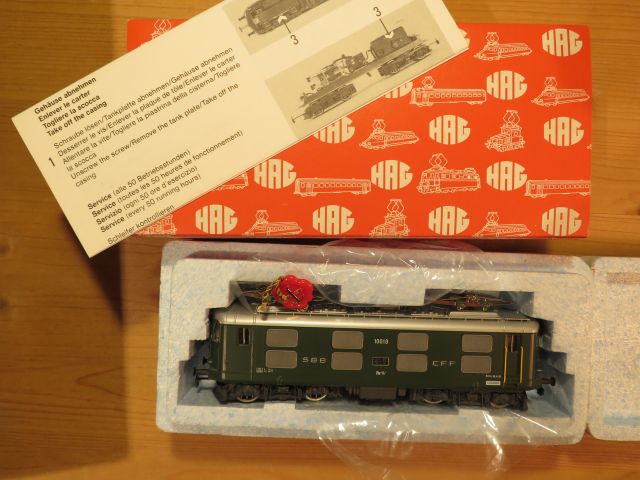 3
3
Gehäuse abnehmen
Enlever le carter
Togliere la scocca
Take off the casing
1 Schraube lösen/Tankplatte abnehmen/Gehäuse abnehmen
Desserrer le vis/Enlever la plaque de tôle/Enlever le carter
Allentare la vite/Togliere la piastrina della cisterna/Togliere
la scocca
Unscrew the screw/Remove the tank plate/Take off the
casing
Service (alle 50 Betriebsstunden)
Service (toutes les 50 heures de fonctionnement)
Servizio (ogni 50 ore d'esercizio)
Service (every 50 running hours)
Schleifer kontrollieren
HAG
HAG
HAG
HAG
HAG
HAG
HAG
HAG
10018
SBB CFF